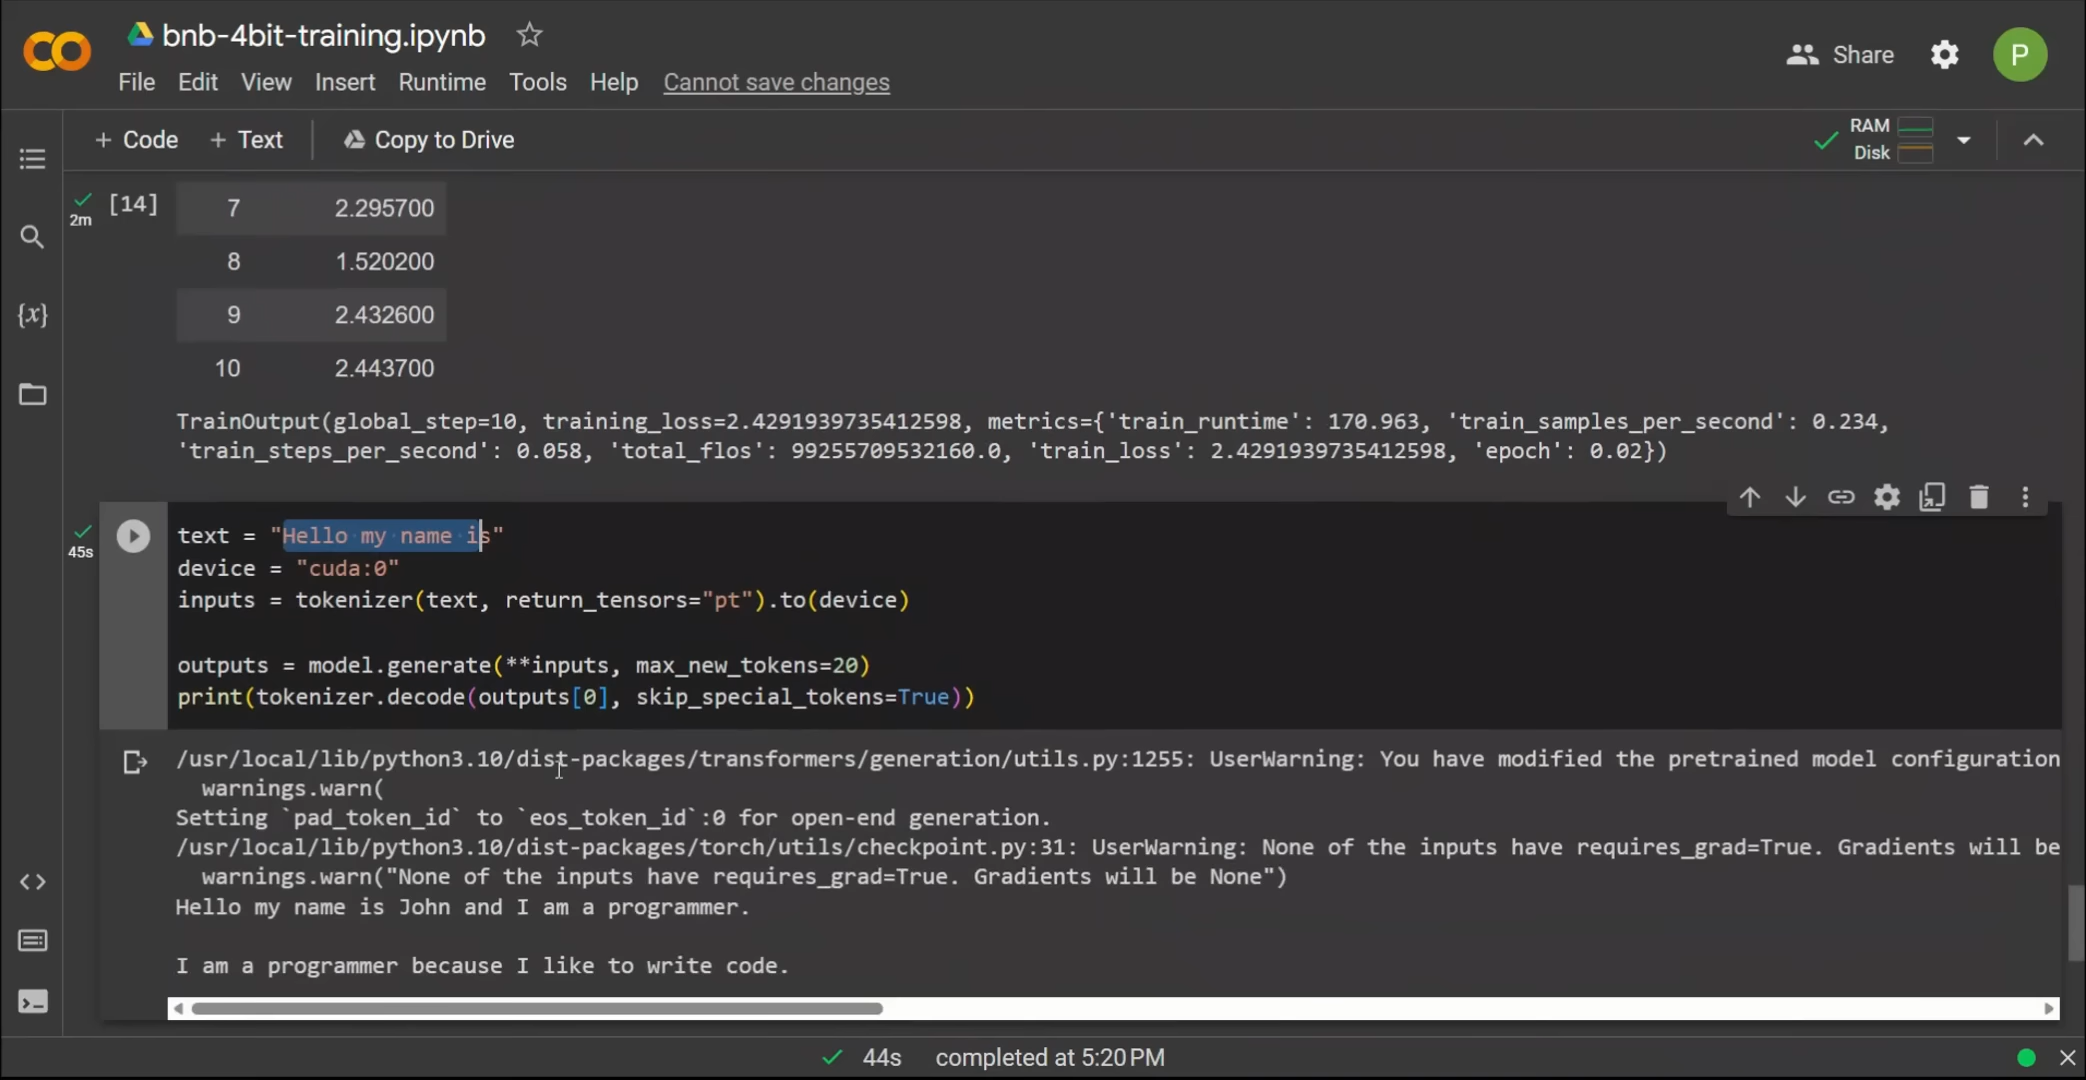 bnb-4bit-training.ipynb
File Edit View Insert Runtime Tools Help Cannot save changes
Share
P
+ Code + Text Copy to Drive
RAM
Disk
2m
[14]
7 2.295700
8 1.520200
9 2.432600
10 2.443700
TrainOutput(global_step=10, training_loss=2.4291939735412598, metrics={'train_runtime': 170.963, 'train_samples_per_second': 0.234,
'train_steps_per_second': 0.058, 'total_flos': 99255709532160.0, 'train_loss': 2.4291939735412598, 'epoch': 0.02})
45s
text = "Hello my name is"
device = "cuda:0"
inputs = tokenizer(text, return_tensors="pt").to(device)
outputs = model.generate(**inputs, max_new_tokens=20)
print(tokenizer.decode(outputs[0], skip_special_tokens=True))
/usr/local/lib/python3.10/dist-packages/transformers/generation/utils.py:1255: UserWarning: You have modified the pretrained model configuration
warnings.warn(
Setting `pad_token_id` to `eos_token_id`:0 for open-end generation.
/usr/local/lib/python3.10/dist-packages/torch/utils/checkpoint.py:31: UserWarning: None of the inputs have requires_grad=True. Gradients will be
warnings.warn("None of the inputs have requires_grad=True. Gradients will be None")
Hello my name is John and I am a programmer.
I am a programmer because I like to write code.
44s completed at 5:20 PM